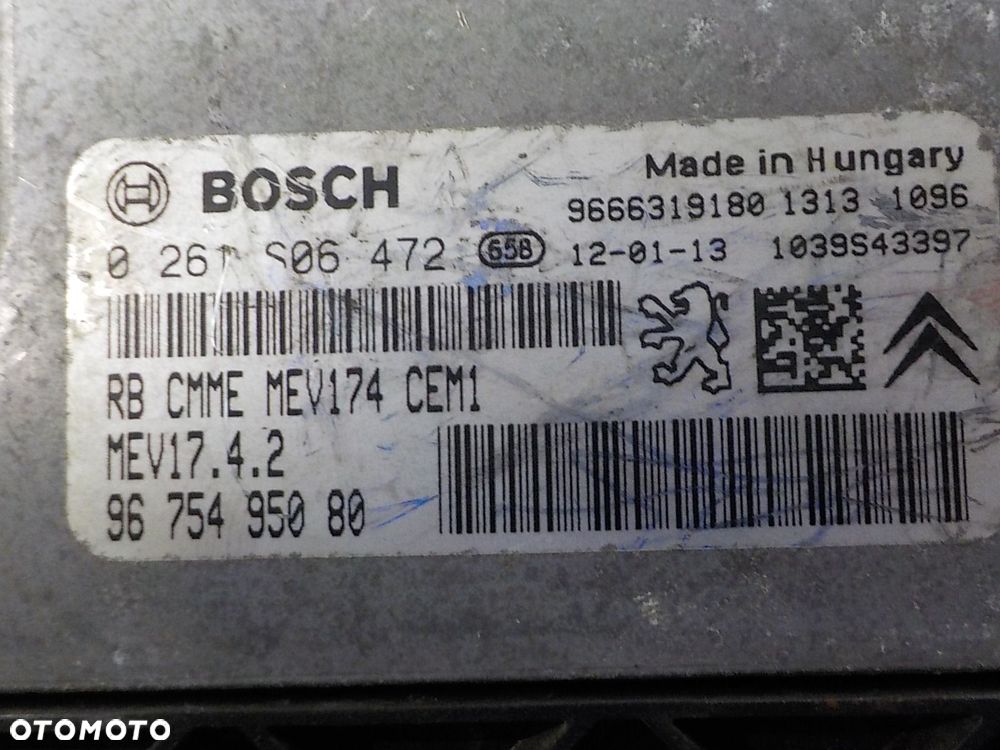 BOSCH
Made in Hungary
9666319180 1313 1096
0 261 S06 472 658 12-01-13 1039S43397
RB CMME MEV174 CEM1
MEV17.4.2
96 754 950 80
OTOMOTO